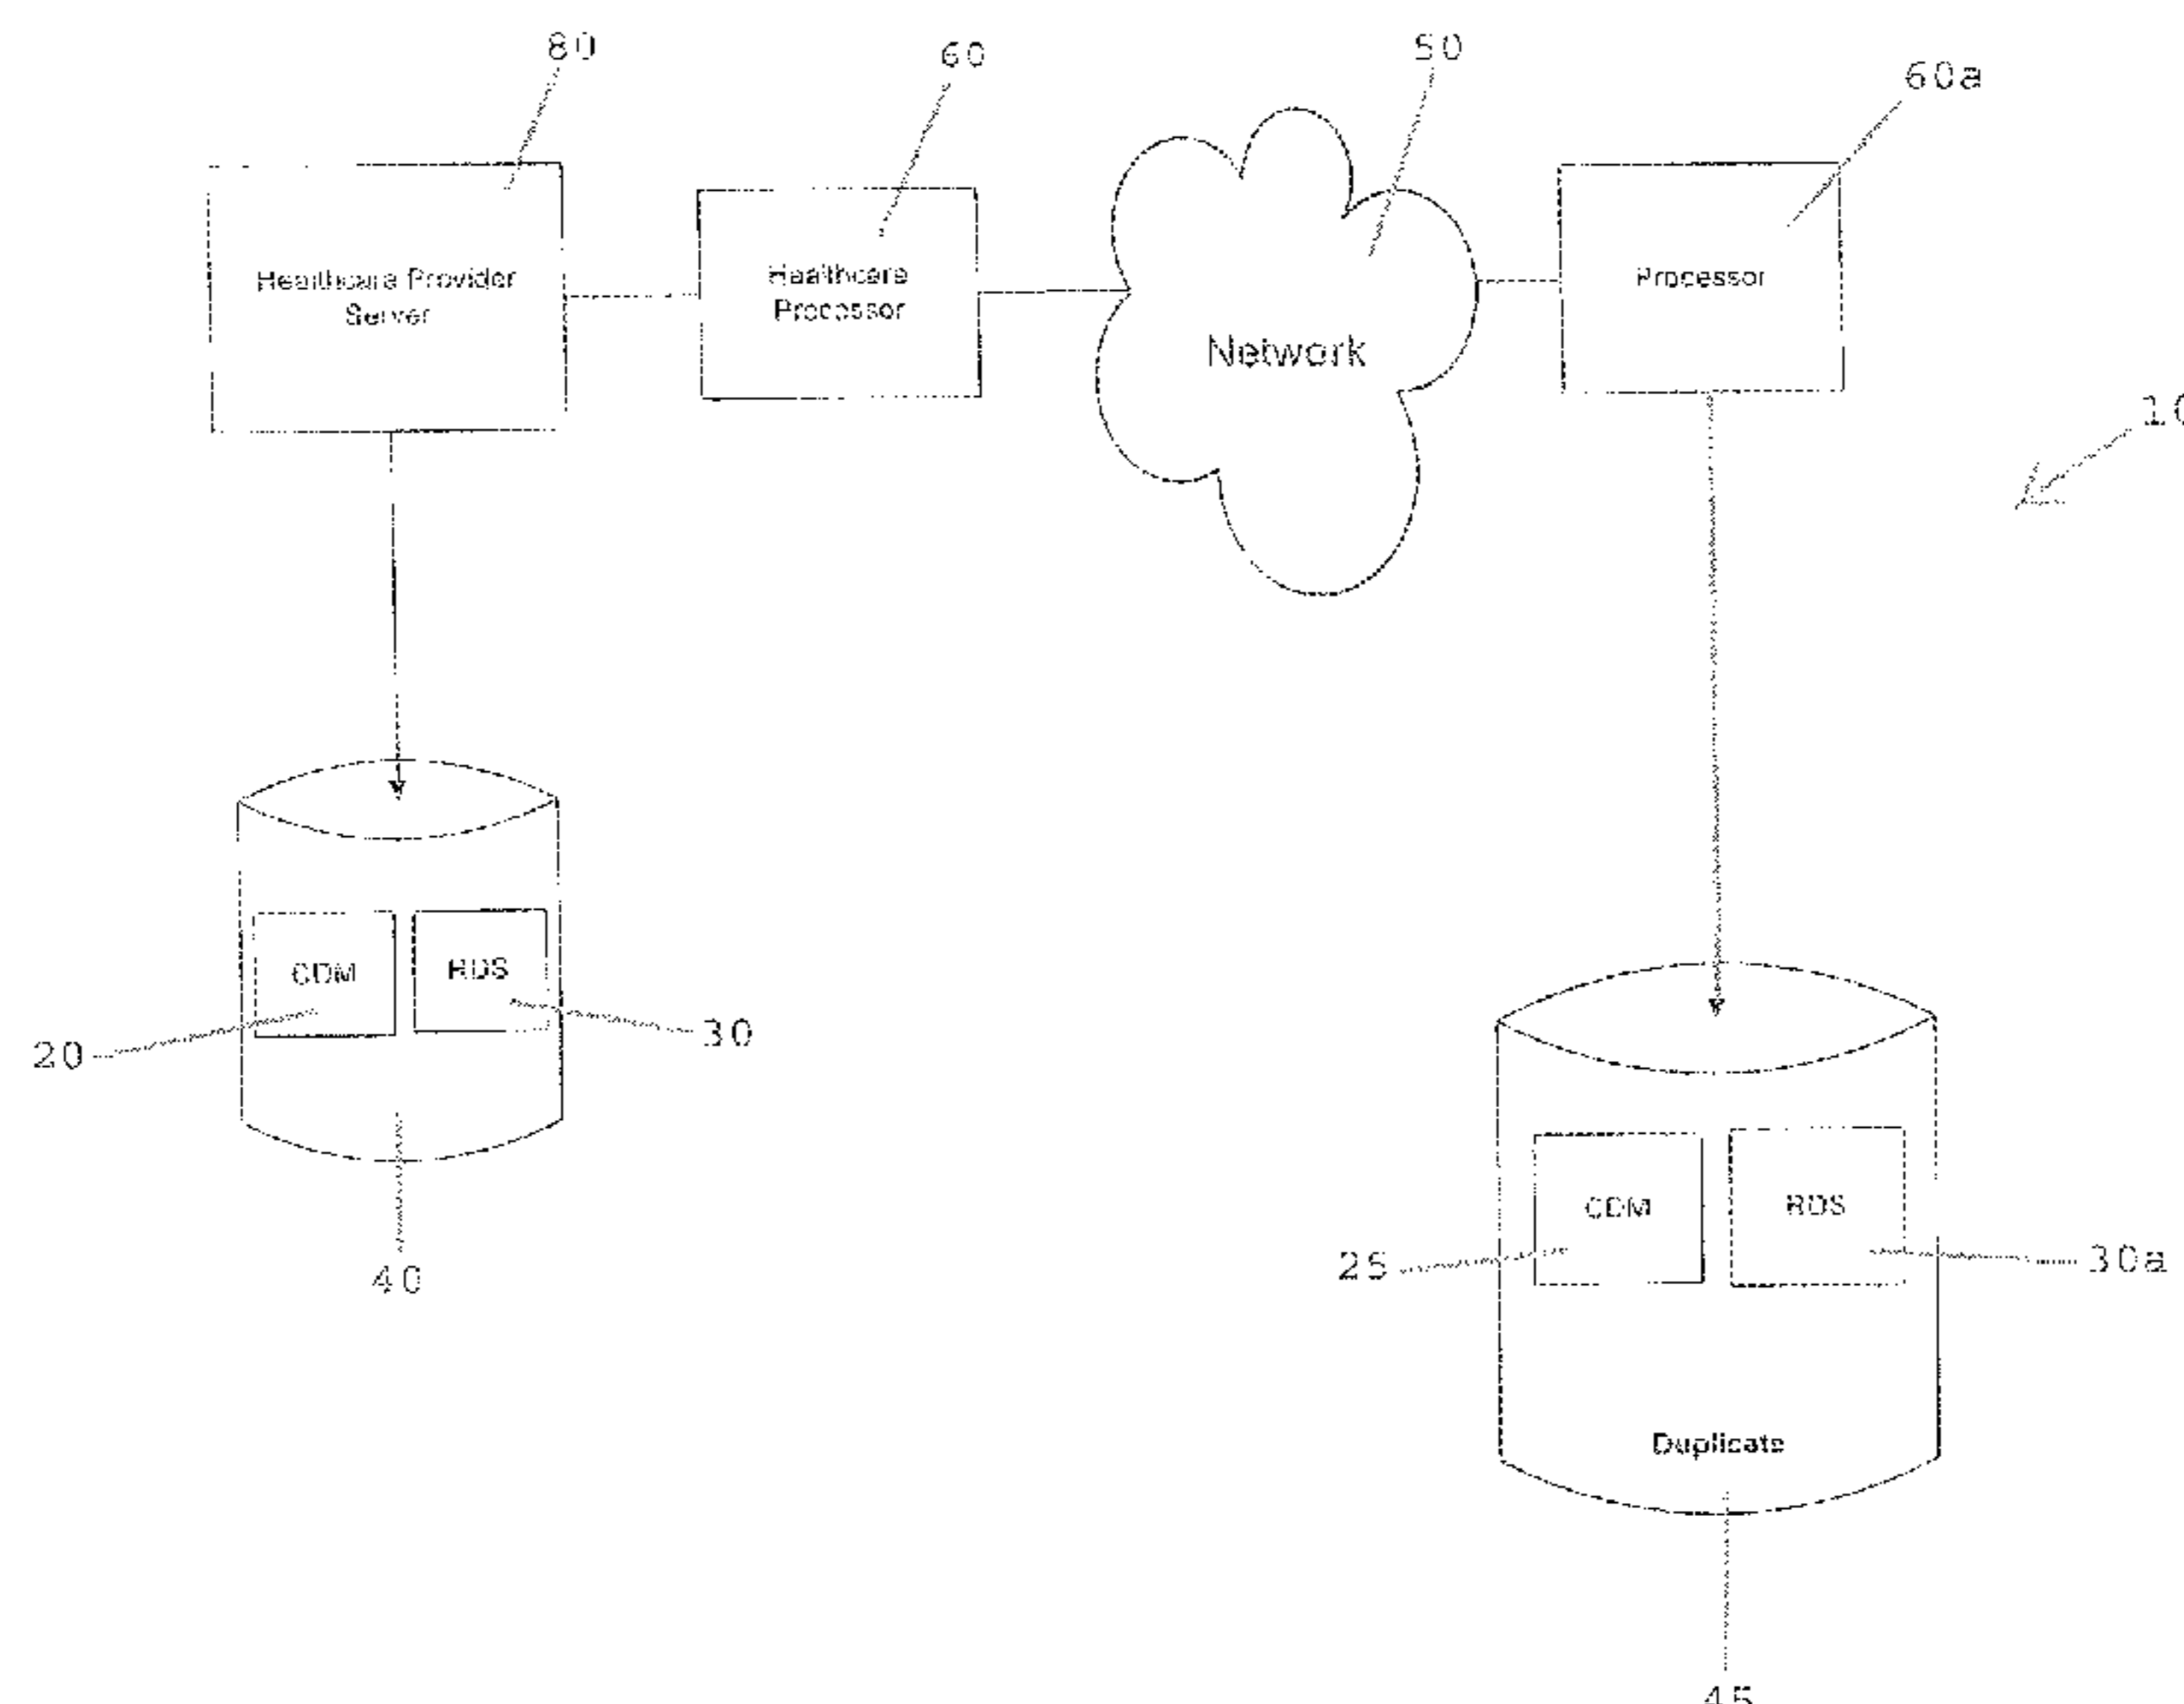 80
60
50
60a
Healthcare Provider
Server
Healthcare
Processor
Network
Processor
10
CDM
RDS
20
30
40
CDM
RDS
25
30a
Duplicate
45